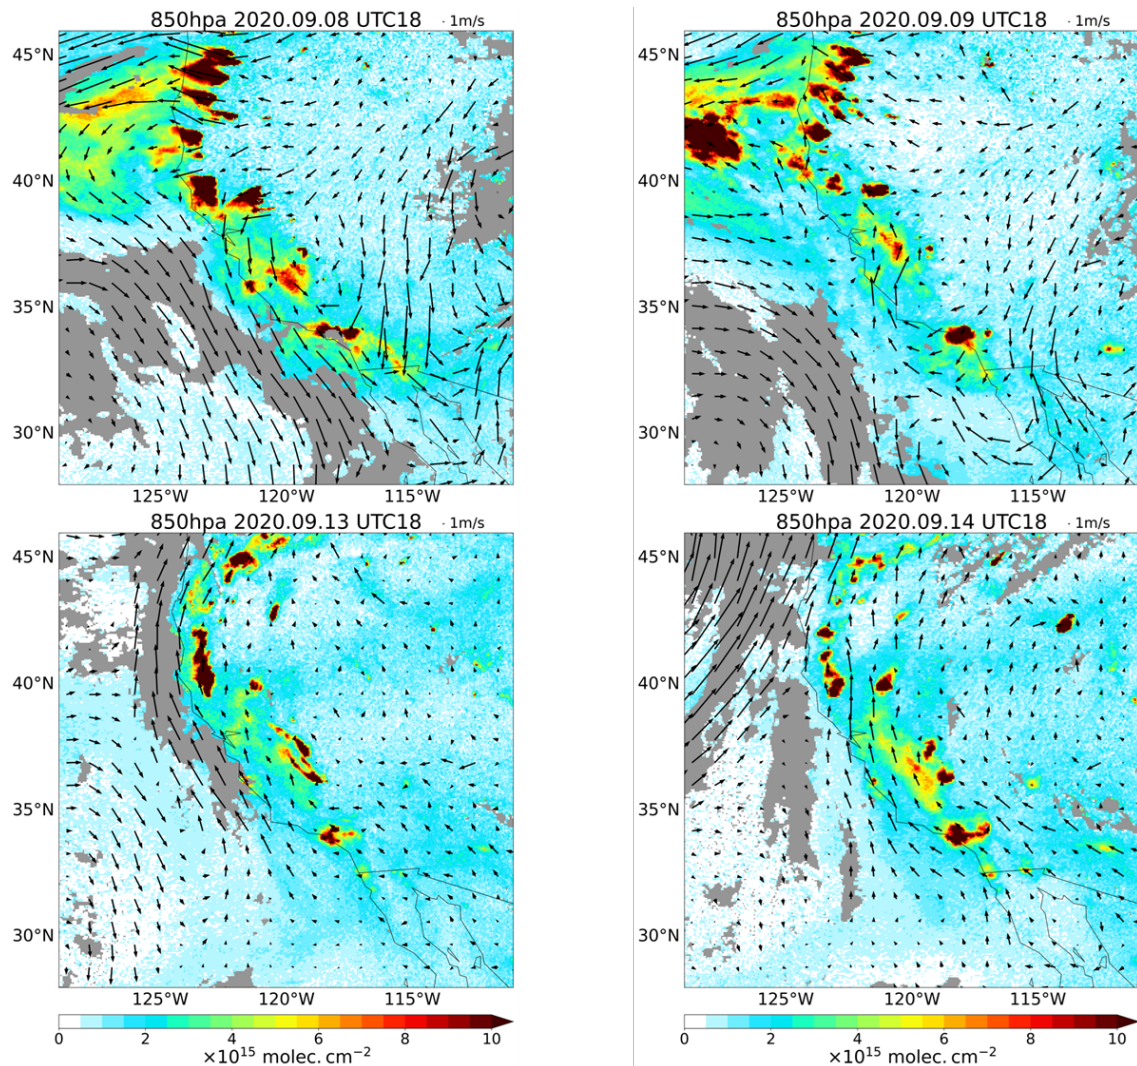 850hpa 2020.09.08 UTC18 · 1m/s
45°N
40°N
35°N
30°N
125°W 120°W 115°W
850hpa 2020.09.09 UTC18 · 1m/s
45°N
40°N
35°N
30°N
125°W 120°W 115°W
850hpa 2020.09.13 UTC18 · 1m/s
45°N
40°N
35°N
30°N
125°W 120°W 115°W
0 2 4 6 8 10
×10¹⁵ molec. cm⁻²
850hpa 2020.09.14 UTC18 · 1m/s
45°N
40°N
35°N
30°N
125°W 120°W 115°W
0 2 4 6 8 10
×10¹⁵ molec. cm⁻²